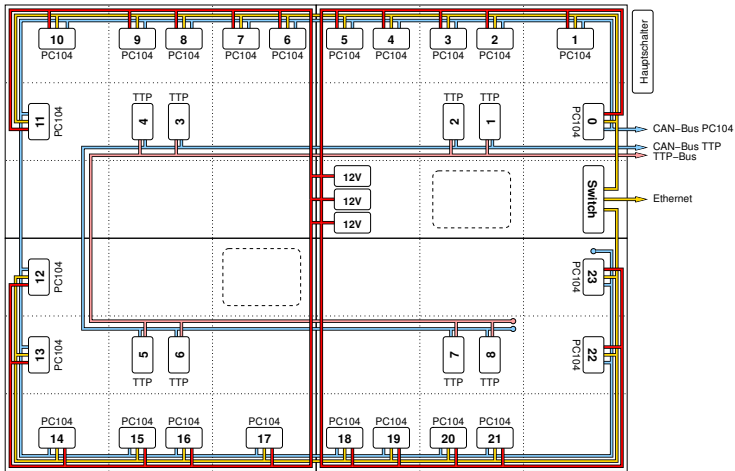 10 9 8 7 6 5 4 3 2 1
PC104 PC104 PC104 PC104 PC104 PC104 PC104 PC104 PC104 PC104
Hauptschalter
TTP TTP TTP TTP
11 4 3 2 1 0
PC104 PC104
CAN-Bus PC104
CAN-Bus TTP
TTP-Bus
12V
12V
12V
Switch
Ethernet
12 PC104
PC104 23
13 PC104
5 6 7 8
PC104 22
TTP TTP TTP TTP
PC104 PC104 PC104 PC104 PC104 PC104 PC104 PC104
14 15 16 17 18 19 20 21